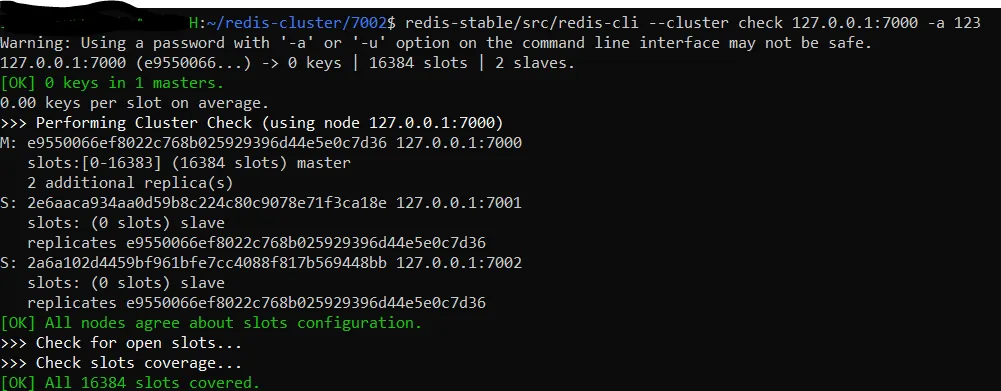 H:~/redis-cluster/7002$ redis-stable/src/redis-cli --cluster check 127.0.0.1:7000 -a 123
Warning: Using a password with '-a' or '-u' option on the command line interface may not be safe.
127.0.0.1:7000 (e9550066...) -> 0 keys | 16384 slots | 2 slaves.
[OK] 0 keys in 1 masters.
0.00 keys per slot on average.
>>> Performing Cluster Check (using node 127.0.0.1:7000)
M: e9550066ef8022c768b025929396d44e5e0c7d36 127.0.0.1:7000
   slots:[0-16383] (16384 slots) master
   2 additional replica(s)
S: 2e6aaca934aa0d59b8c224c80c9078e71f3ca18e 127.0.0.1:7001
   slots: (0 slots) slave
   replicates e9550066ef8022c768b025929396d44e5e0c7d36
S: 2a6a102d4459bf961bfe7cc4088f817b569448bb 127.0.0.1:7002
   slots: (0 slots) slave
   replicates e9550066ef8022c768b025929396d44e5e0c7d36
[OK] All nodes agree about slots configuration.
>>> Check for open slots...
>>> Check slots coverage...
[OK] All 16384 slots covered.